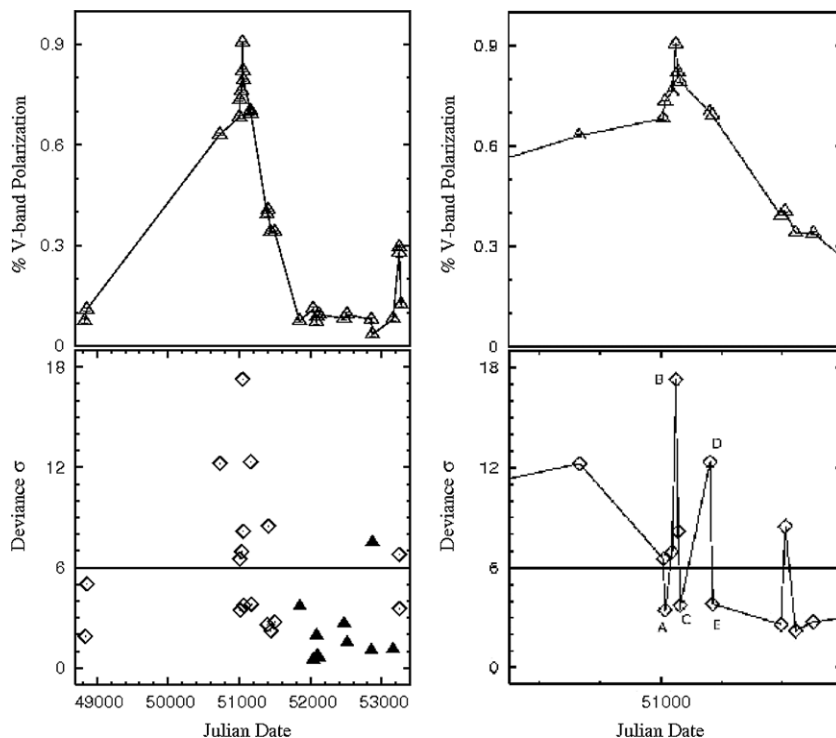 0.9
0.6
0.3
0
% V-band Polarization
0.9
0.6
0.3
0
% V-band Polarization
18
12
6
0
Deviance σ
49000 50000 51000 52000 53000
Julian Date
18
12
6
0
Deviance σ
B
D
A
C
E
51000
Julian Date